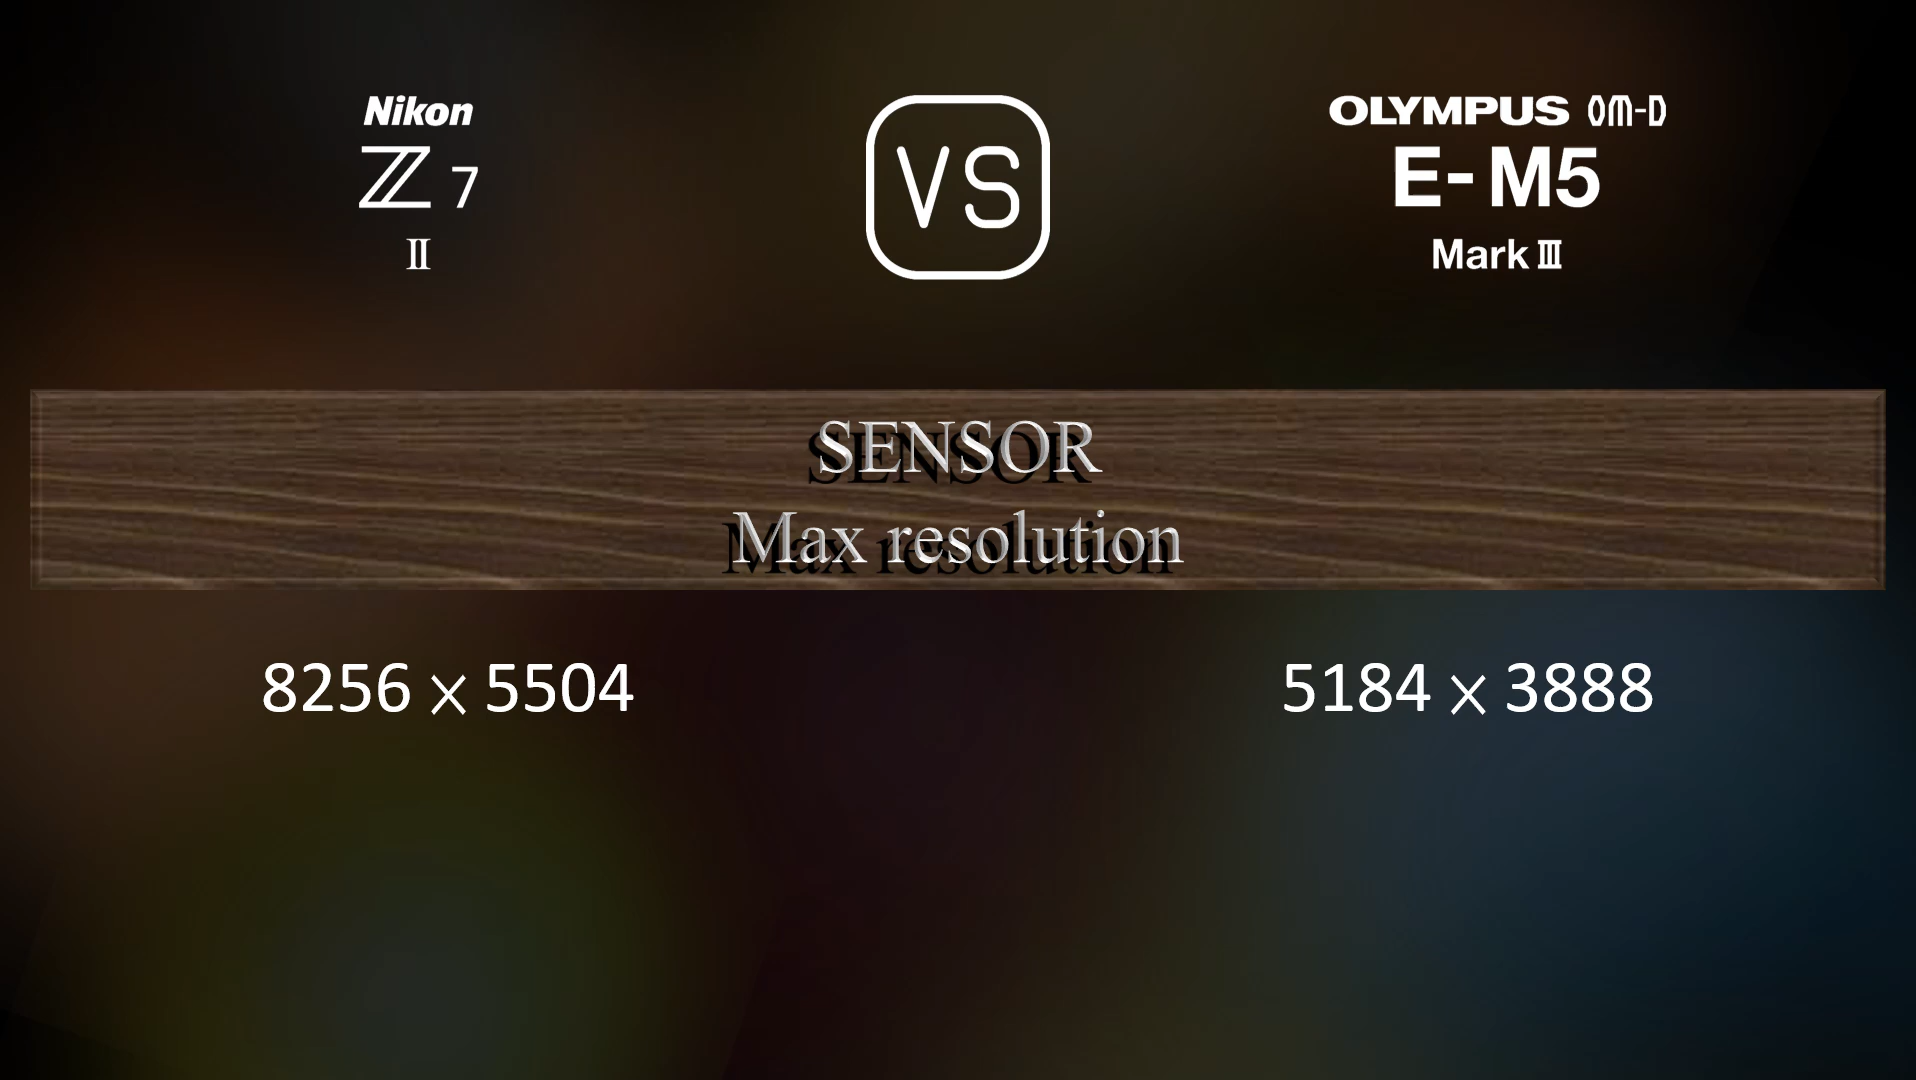 Nikon
Z 7
II
VS
OLYMPUS OM-D
E-M5
Mark III
SENSOR
Max resolution
8256 x 5504
5184 x 3888